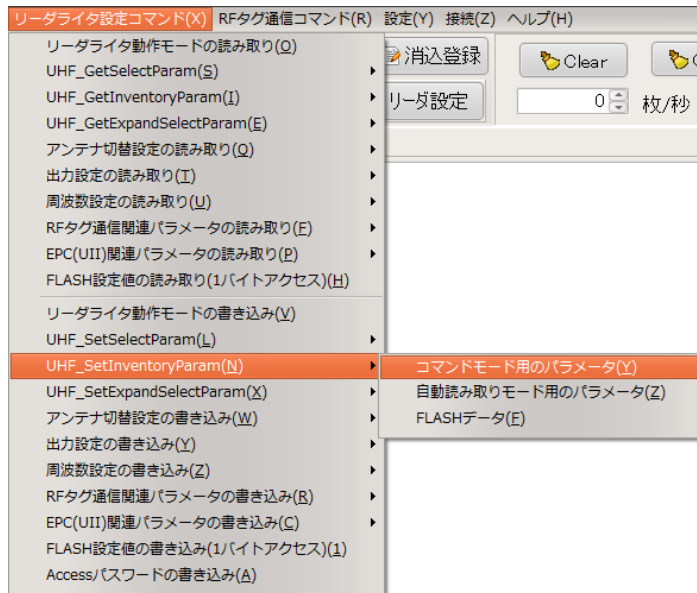 リーダライタ設定コマンド(X) RFタグ通信コマンド(R) 設定(Y) 接続(Z) ヘルプ(H)
リーダライタ動作モードの読み取り(O)
UHF_GetSelectParam(S)
UHF_GetInventoryParam(I)
UHF_GetExpandSelectParam(E)
アンテナ切替設定の読み取り(Q)
出力設定の読み取り(T)
周波数設定の読み取り(U)
RFタグ通信関連パラメータの読み取り(F)
EPC(UII)関連パラメータの読み取り(P)
FLASH設定値の読み取り(1バイトアクセス)(H)
リーダライタ動作モードの書き込み(V)
UHF_SetSelectParam(L)
UHF_SetInventoryParam(N)
UHF_SetExpandSelectParam(X)
アンテナ切替設定の書き込み(W)
出力設定の書き込み(Y)
周波数設定の書き込み(Z)
RFタグ通信関連パラメータの書き込み(R)
EPC(UII)関連パラメータの書き込み(C)
FLASH設定値の書き込み(1バイトアクセス)(1)
Accessパスワードの書き込み(A)
コマンドモード用のパラメータ(Y)
自動読み取りモード用のパラメータ(Z)
FLASHデータ(F)
消込登録
Clear
リーダ設定
0 枚/秒